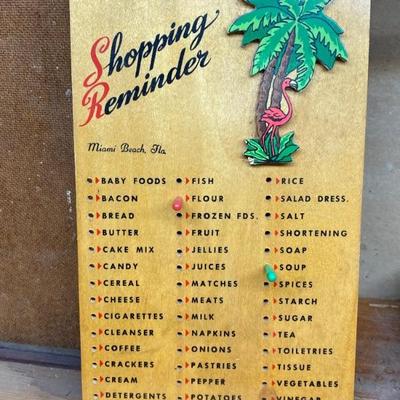 Shopping
Reminder
Miami Beach, Fla.
BABY FOODS
BACON
BREAD
BUTTER
CAKE MIX
CANDY
CEREAL
CHEESE
CIGARETTES
CLEANSER
COFFEE
CRACKERS
CREAM
DETERGENTS
FISH
FLOUR
FROZEN FDS.
FRUIT
JELLIES
JUICES
MATCHES
MEATS
MILK
NAPKINS
ONIONS
PASTRIES
PEPPER
POTATOES
RICE
SALAD DRESS.
SALT
SHORTENING
SOAP
SOUP
SPICES
STARCH
SUGAR
TEA
TOILETRIES
TISSUE
VEGETABLES
VINEGAR